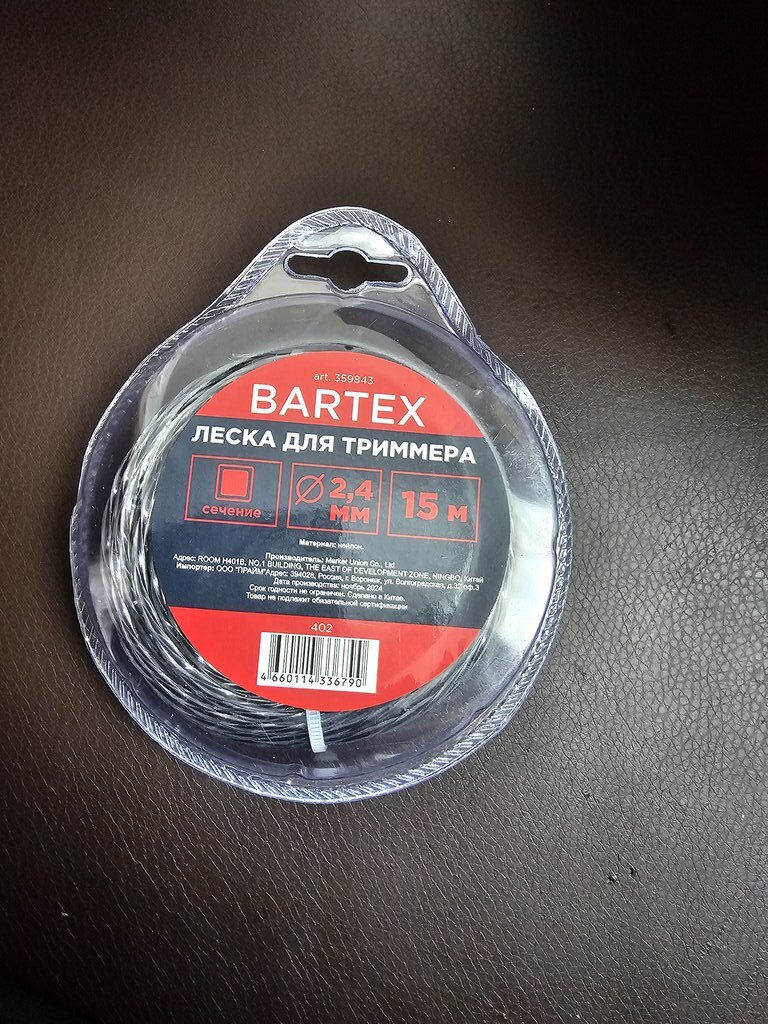 art. 359843
BARTEX
ЛЕСКА ДЛЯ ТРИММЕРА
сечение
2,4 мм
15 м
Материал: нейлон.
Производитель: Market Union Co., Ltd
Адрес: ROOM H401B, NO.1 BUILDING, THE EAST OF DEVELOPMENT ZONE, NINGBO, Китай
Импортер: ООО "ПРАЙМ"Адрес: 394028, Россия, г. Воронеж, ул. Волгоградская, д.32 оф.3
Дата производства: ноябрь 2024
Срок годности не ограничен. Сделано в Китае.
Товар не подлежит обязательной сертификации
402
4 660114 336790